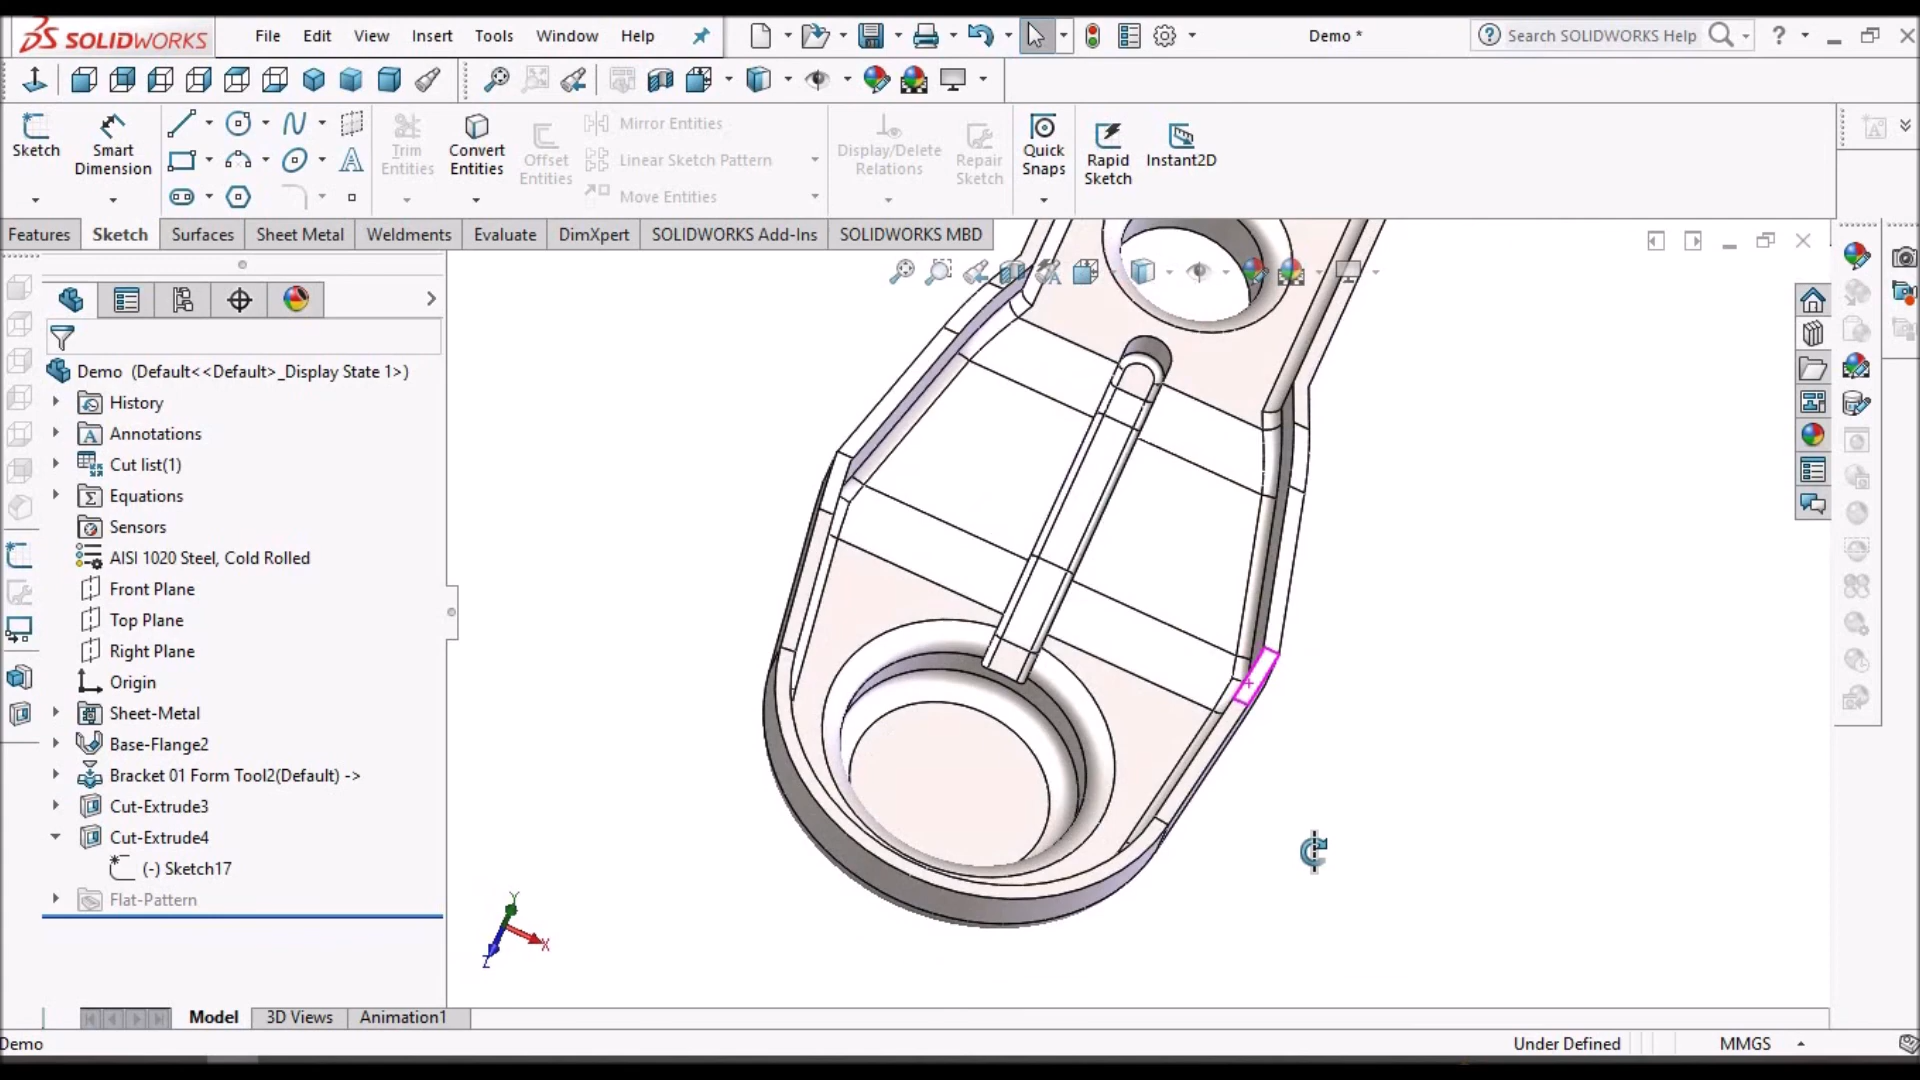 SOLIDWORKS File Edit View Insert Tools Window Help Demo * Search SOLIDWORKS Help ?
Sketch Smart Dimension Trim Entities Convert Entities Offset Entities Mirror Entities Linear Sketch Pattern Move Entities Display/Delete Relations Repair Sketch Quick Snaps Rapid Sketch Instant2D
Features Sketch Surfaces Sheet Metal Weldments Evaluate DimXpert SOLIDWORKS Add-Ins SOLIDWORKS MBD
Demo (Default<<Default>_Display State 1>)
History
Annotations
Cut list(1)
Equations
Sensors
AISI 1020 Steel, Cold Rolled
Front Plane
Top Plane
Right Plane
Origin
Sheet-Metal
Base-Flange2
Bracket 01 Form Tool2(Default) ->
Cut-Extrude3
Cut-Extrude4
(-) Sketch17
Flat-Pattern
Y
X
Z
Model 3D Views Animation1
Demo Under Defined MMGS